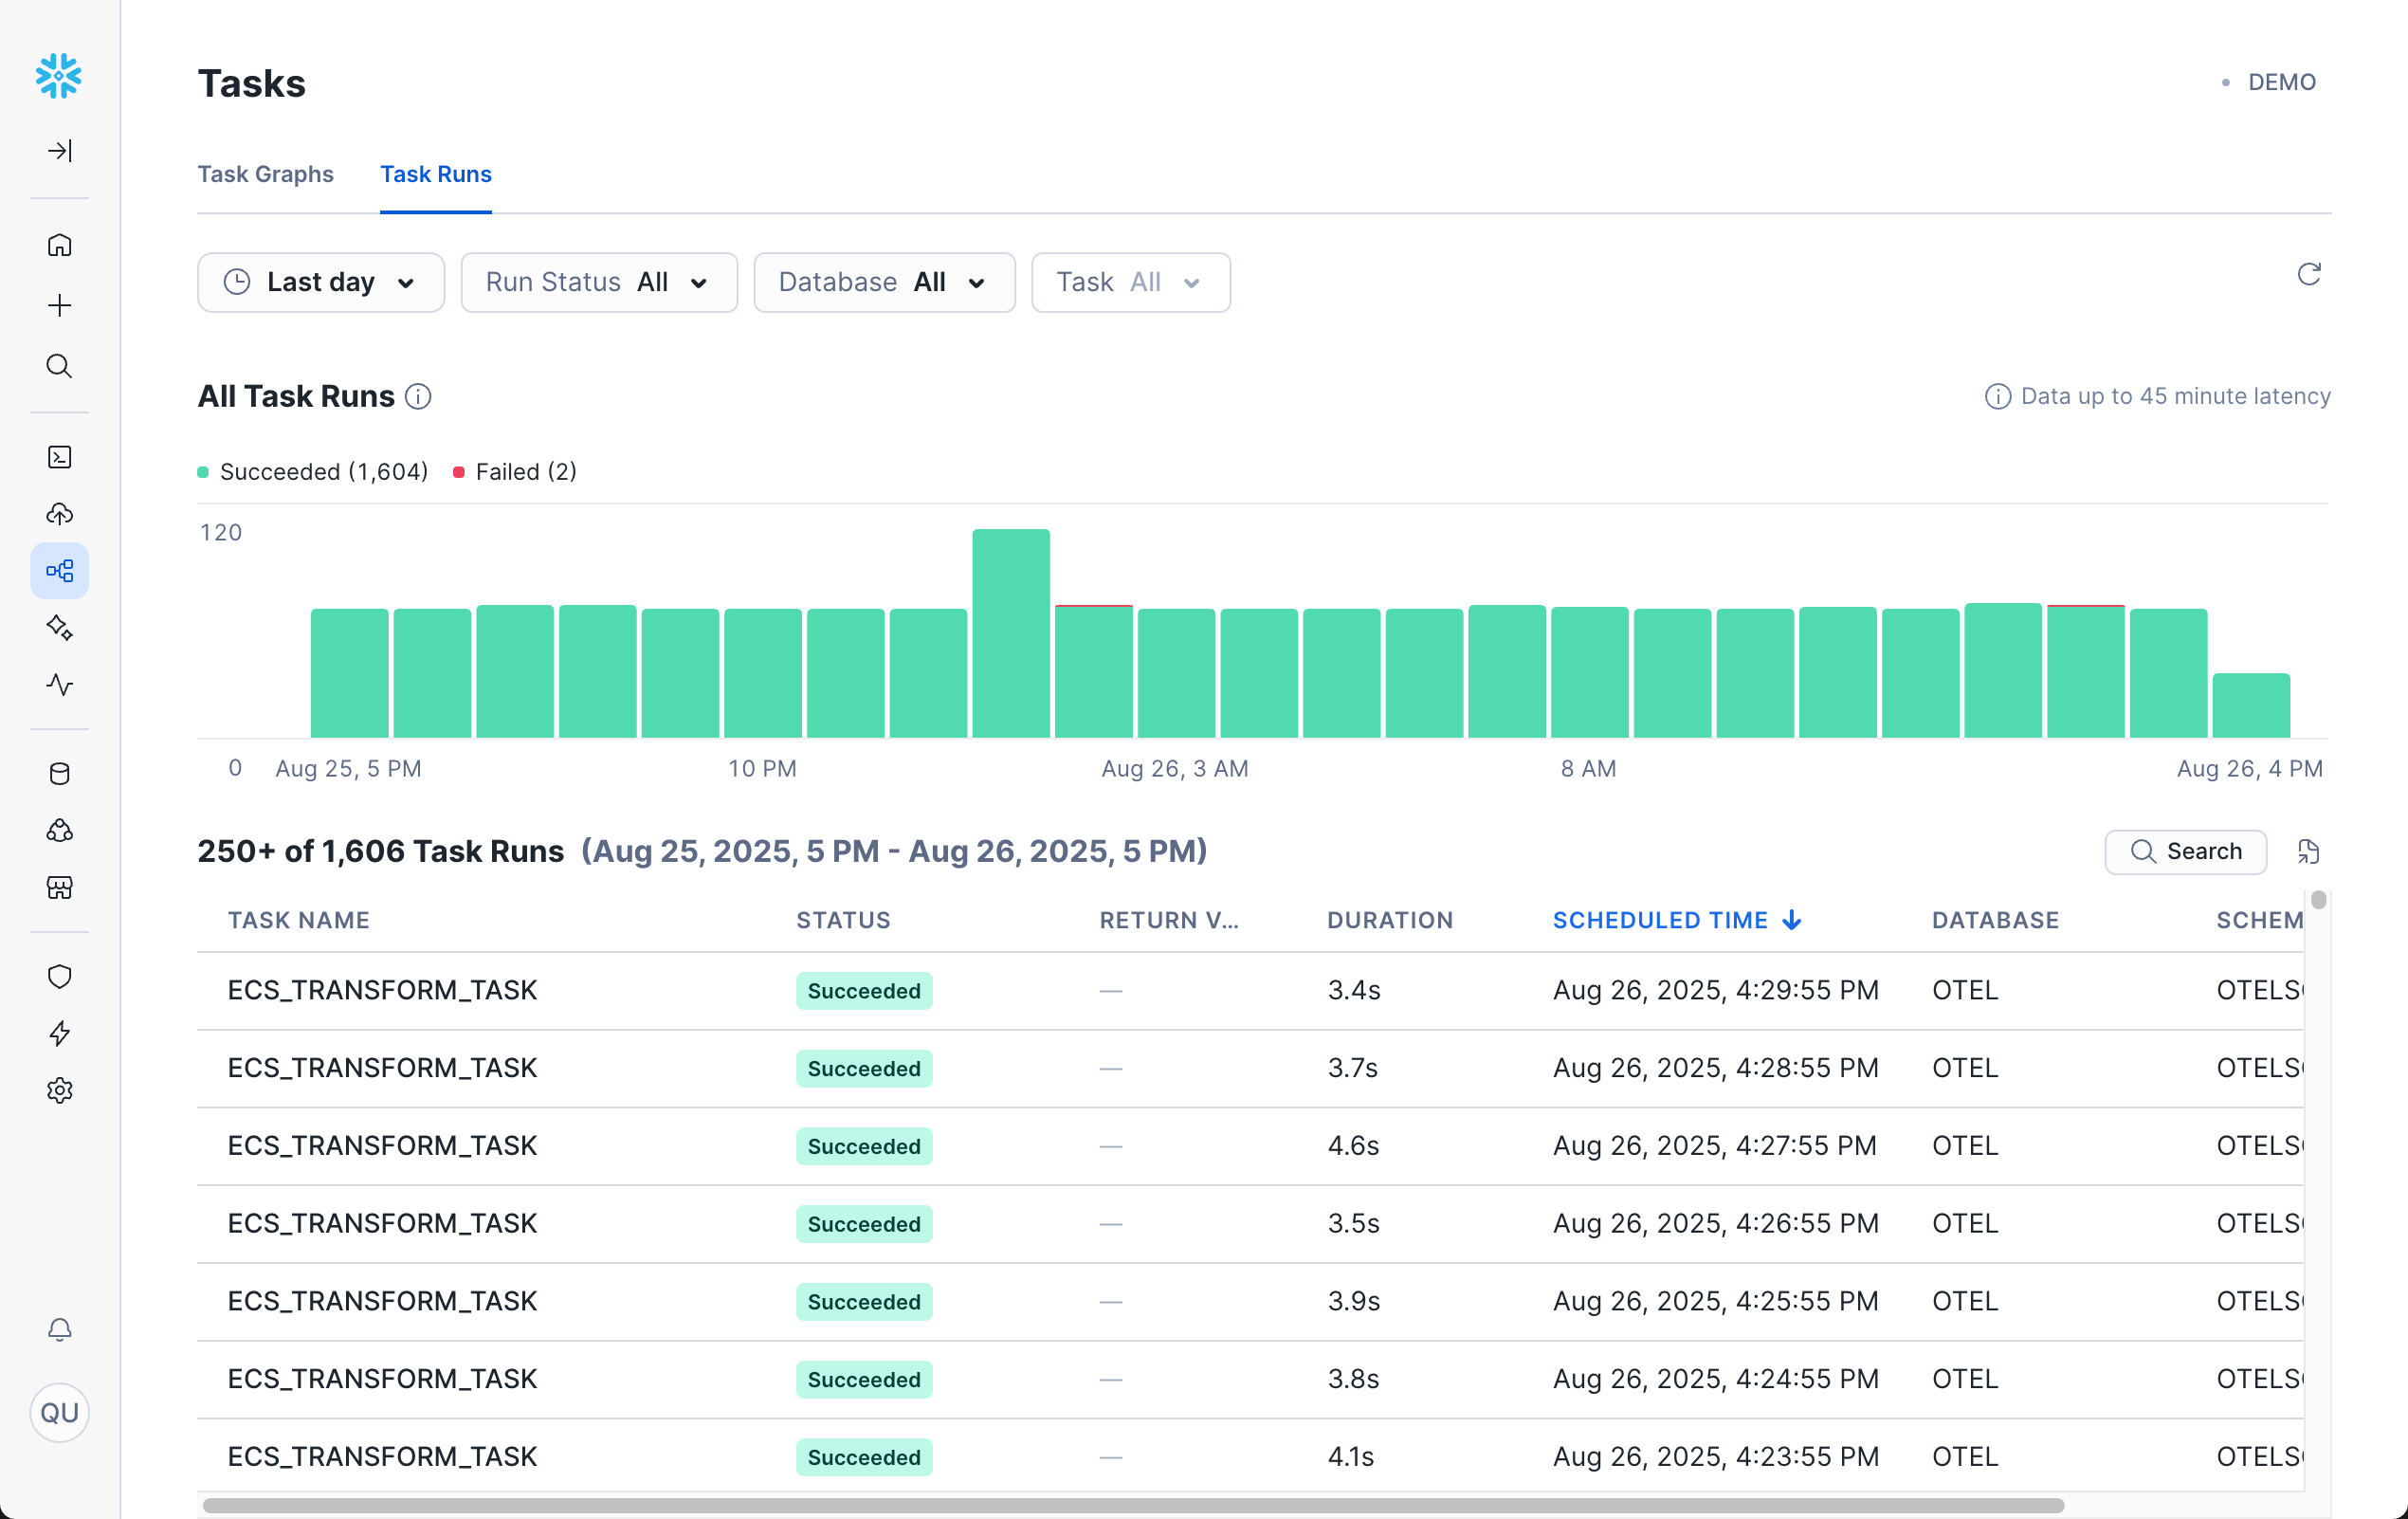 Tasks
DEMO
Task Graphs Task Runs
Last day Run Status All Database All Task All
All Task Runs
Data up to 45 minute latency
Succeeded (1,604) Failed (2)
120
0 Aug 25, 5 PM 10 PM Aug 26, 3 AM 8 AM Aug 26, 4 PM
250+ of 1,606 Task Runs (Aug 25, 2025, 5 PM - Aug 26, 2025, 5 PM)
Search
TASK NAME STATUS RETURN V... DURATION SCHEDULED TIME DATABASE SCHEM
ECS_TRANSFORM_TASK Succeeded — 3.4s Aug 26, 2025, 4:29:55 PM OTEL OTELS
ECS_TRANSFORM_TASK Succeeded — 3.7s Aug 26, 2025, 4:28:55 PM OTEL OTELS
ECS_TRANSFORM_TASK Succeeded — 4.6s Aug 26, 2025, 4:27:55 PM OTEL OTELS
ECS_TRANSFORM_TASK Succeeded — 3.5s Aug 26, 2025, 4:26:55 PM OTEL OTELS
ECS_TRANSFORM_TASK Succeeded — 3.9s Aug 26, 2025, 4:25:55 PM OTEL OTELS
ECS_TRANSFORM_TASK Succeeded — 3.8s Aug 26, 2025, 4:24:55 PM OTEL OTELS
ECS_TRANSFORM_TASK Succeeded — 4.1s Aug 26, 2025, 4:23:55 PM OTEL OTELS
QU